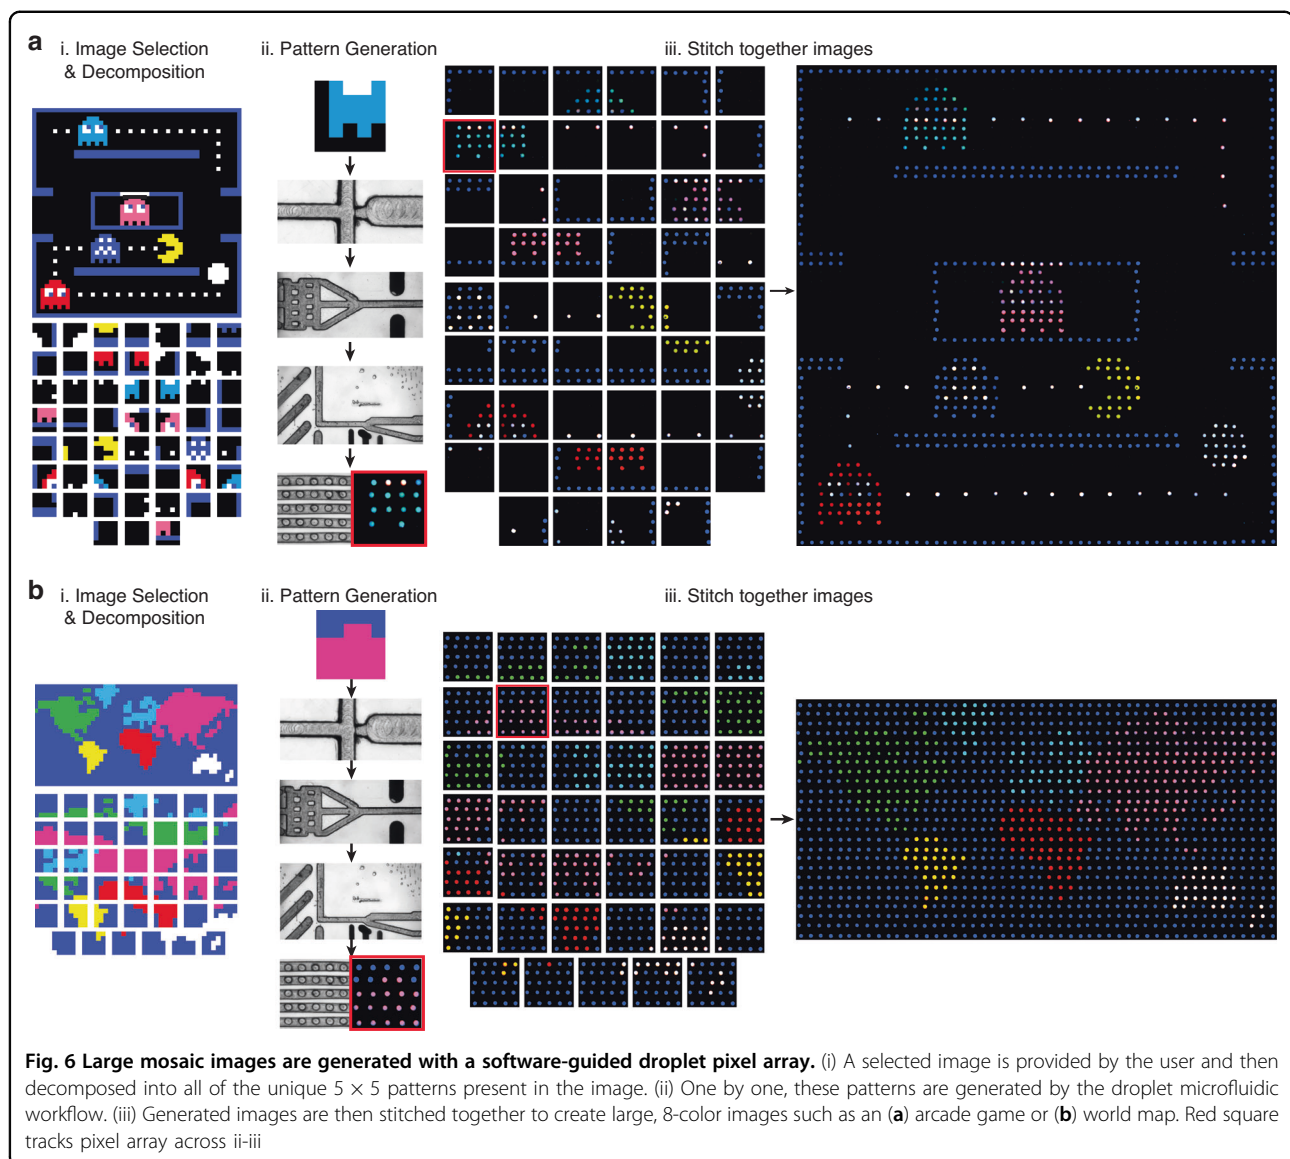 a
i. Image Selection
& Decomposition
ii. Pattern Generation
iii. Stitch together images
b
i. Image Selection
& Decomposition
ii. Pattern Generation
iii. Stitch together images
Fig. 6 Large mosaic images are generated with a software-guided droplet pixel array. (i) A selected image is provided by the user and then
decomposed into all of the unique 5 × 5 patterns present in the image. (ii) One by one, these patterns are generated by the droplet microfluidic
workflow. (iii) Generated images are then stitched together to create large, 8-color images such as an (a) arcade game or (b) world map. Red square
tracks pixel array across ii-iii